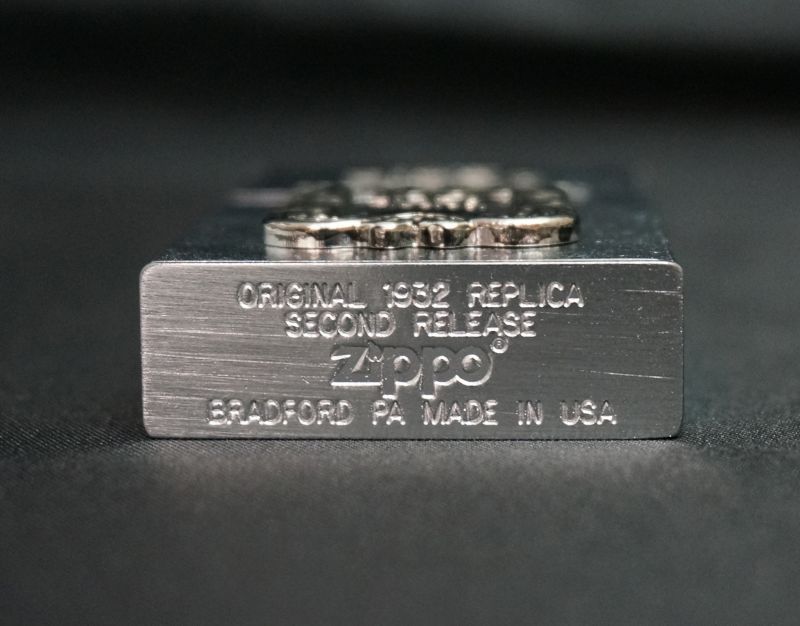 ORIGINAL 1932 REPLICA
SECOND RELEASE
Zippo®
BRADFORD PA MADE IN USA